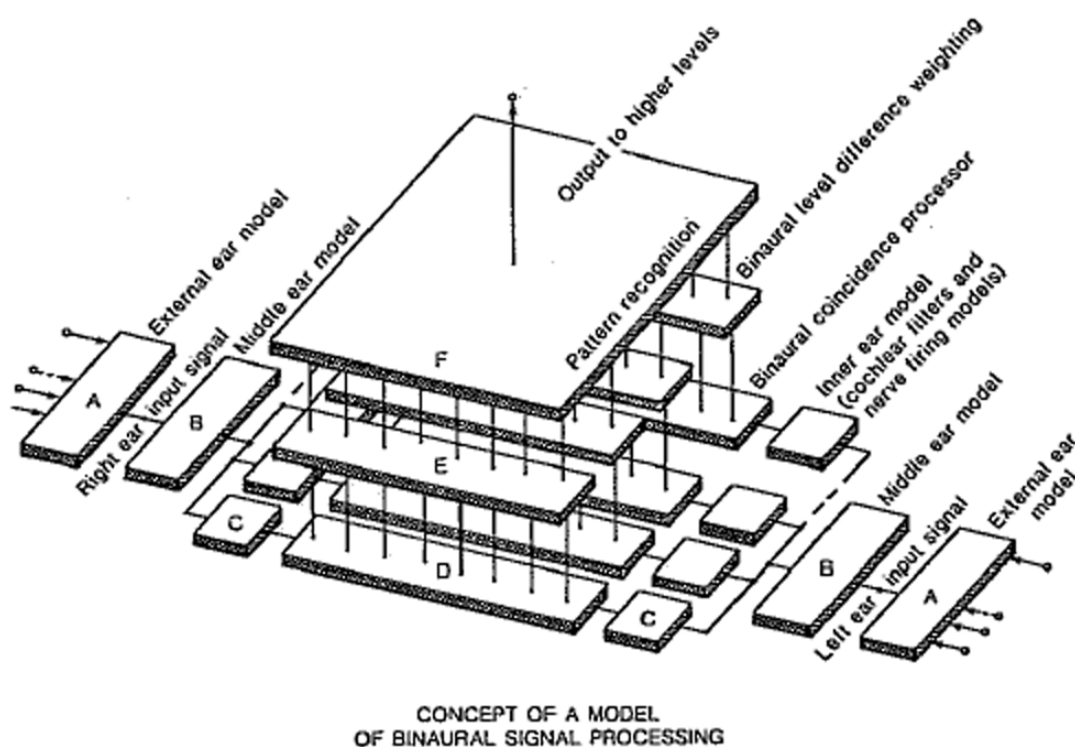 Output to higher levels
Binaural level difference weighting
External ear model
Middle ear model
Pattern recognition
Binaural coincidence processor
Right ear input signal
Inner ear model
(cochlear filters and
nerve firing models)
Middle ear model
External ear
model
Left ear input signal
A
B
C
D
E
F
C
B
A
CONCEPT OF A MODEL
OF BINAURAL SIGNAL PROCESSING